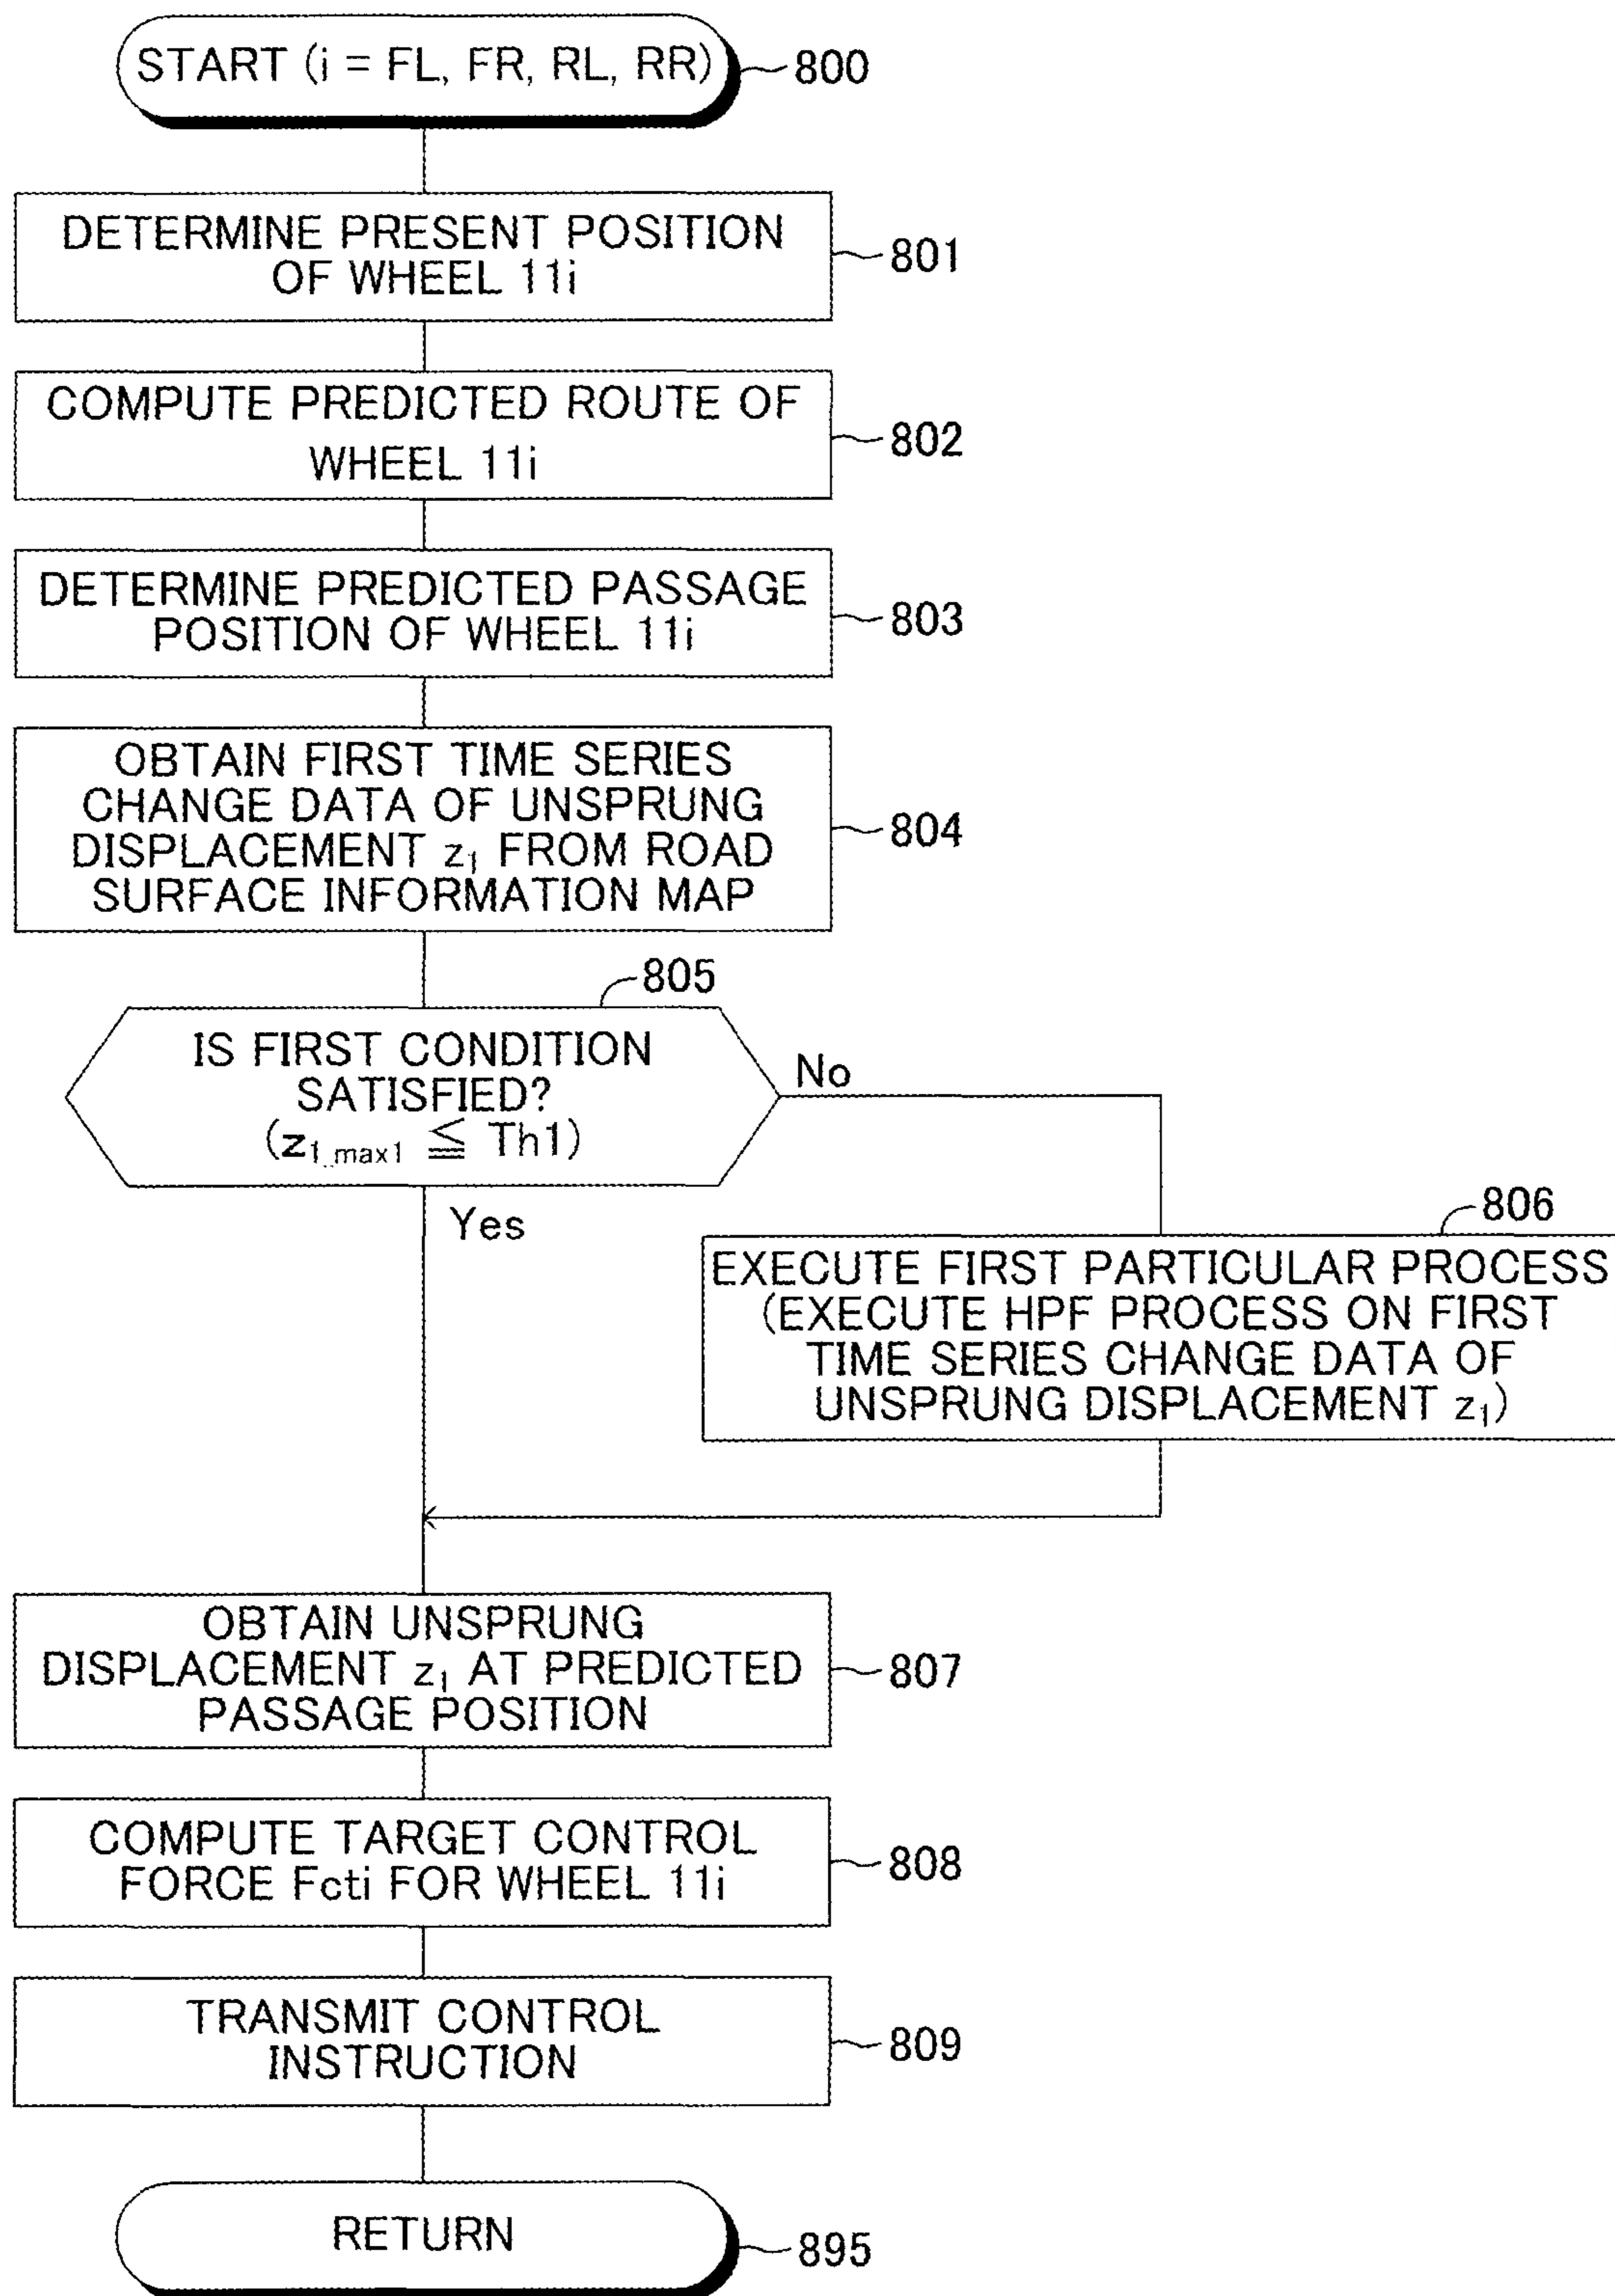 START (i = FL, FR, RL, RR)
800
DETERMINE PRESENT POSITION
OF WHEEL 11i
801
COMPUTE PREDICTED ROUTE OF
WHEEL 11i
802
DETERMINE PREDICTED PASSAGE
POSITION OF WHEEL 11i
803
OBTAIN FIRST TIME SERIES
CHANGE DATA OF UNSPRUNG
DISPLACEMENT z₁ FROM ROAD
SURFACE INFORMATION MAP
804
805
IS FIRST CONDITION
SATISFIED?
(z₁_max1 ≦ Th1)
No
Yes
806
EXECUTE FIRST PARTICULAR PROCESS
(EXECUTE HPF PROCESS ON FIRST
TIME SERIES CHANGE DATA OF
UNSPRUNG DISPLACEMENT z₁)
OBTAIN UNSPRUNG
DISPLACEMENT z₁ AT PREDICTED
PASSAGE POSITION
807
COMPUTE TARGET CONTROL
FORCE Fcti FOR WHEEL 11i
808
TRANSMIT CONTROL
INSTRUCTION
809
RETURN
895